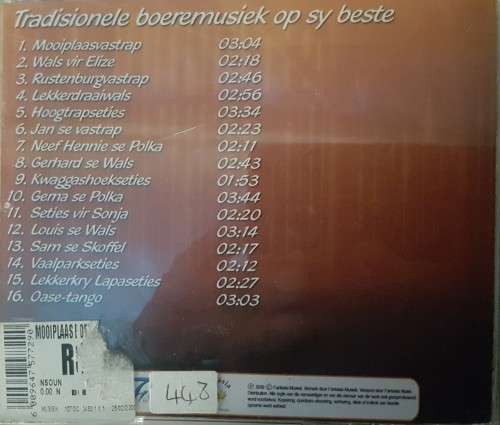 Tradisionele boeremusiek op sy beste
1. Mooiplaasvastrap 03:04
2. Wals vir Elize 02:18
3. Rustenburgvastrap 02:46
4. Lekkerdraaiwals 02:56
5. Hoogtrapseties 03:34
6. Jan se vastrap 02:23
7. Neef Hennie se Polka 02:11
8. Gerhard se Wals 02:43
9. Kwaggashoekseties 01:53
10. Gerna se Polka 03:44
11. Seties vir Sonja 02:20
12. Louis se Wals 03:14
13. Sam se Skoffel 02:17
14. Vaalparkseties 02:12
15. Lekkerkry Lapaseties 02:27
16. Oase-tango 03:03
MOOIPLAAS
R
6 009647 577290
448